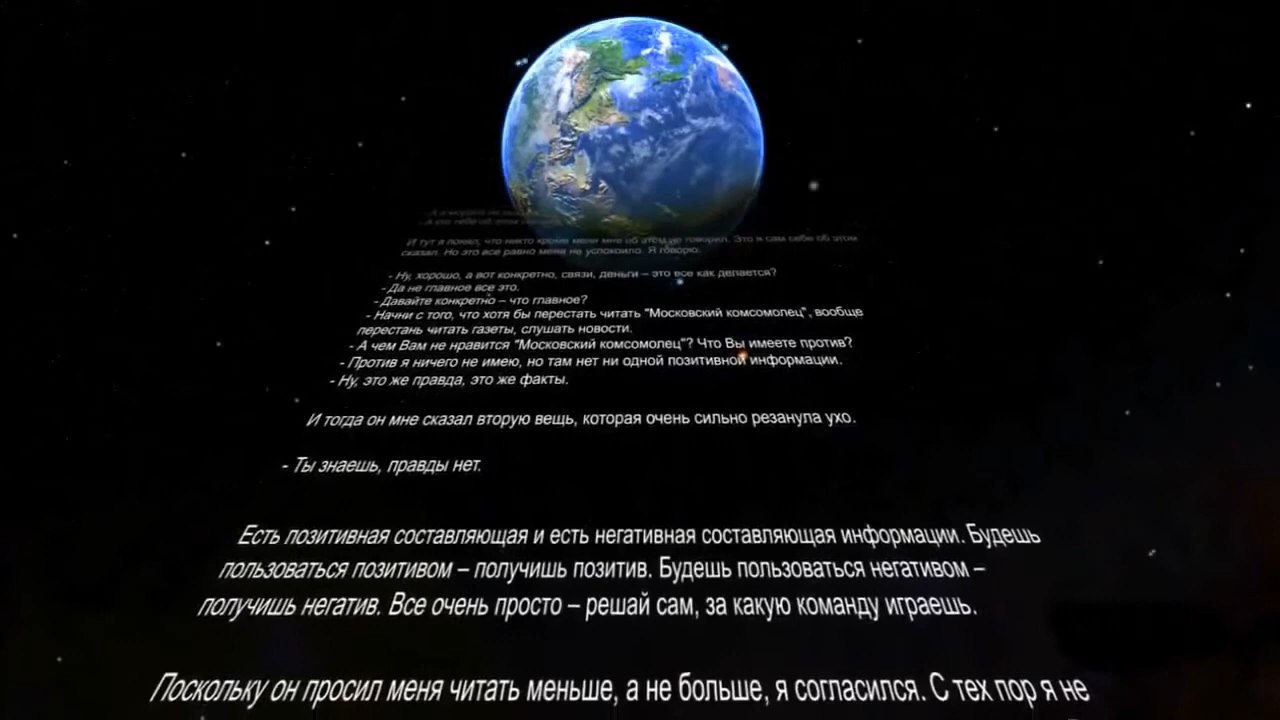 И тут я понял, что никто кроме меня мне об этом не говорил. Это я сам себе об этом
сказал. Но это все равно меня не успокоило. Я говорю:
- Ну, хорошо, а вот конкретно, связи, деньги – это все как делается?
- Да не главное все это.
- Давайте конкретно – что главное?
- Начни с того, что хотя бы перестать читать "Московский комсомолец", вообще
перестань читать газеты, слушать новости.
- А чем Вам не нравится "Московский комсомолец"? Что Вы имеете против?
- Против я ничего не имею, но там нет ни одной позитивной информации.
- Ну, это же правда, это же факты.
И тогда он мне сказал вторую вещь, которая очень сильно резанула ухо.
- Ты знаешь, правды нет.
Есть позитивная составляющая и есть негативная составляющая информации. Будешь
пользоваться позитивом – получишь позитив. Будешь пользоваться негативом –
получишь негатив. Все очень просто – решай сам, за какую команду играешь.
Поскольку он просил меня читать меньше, а не больше, я согласился. С тех пор я не